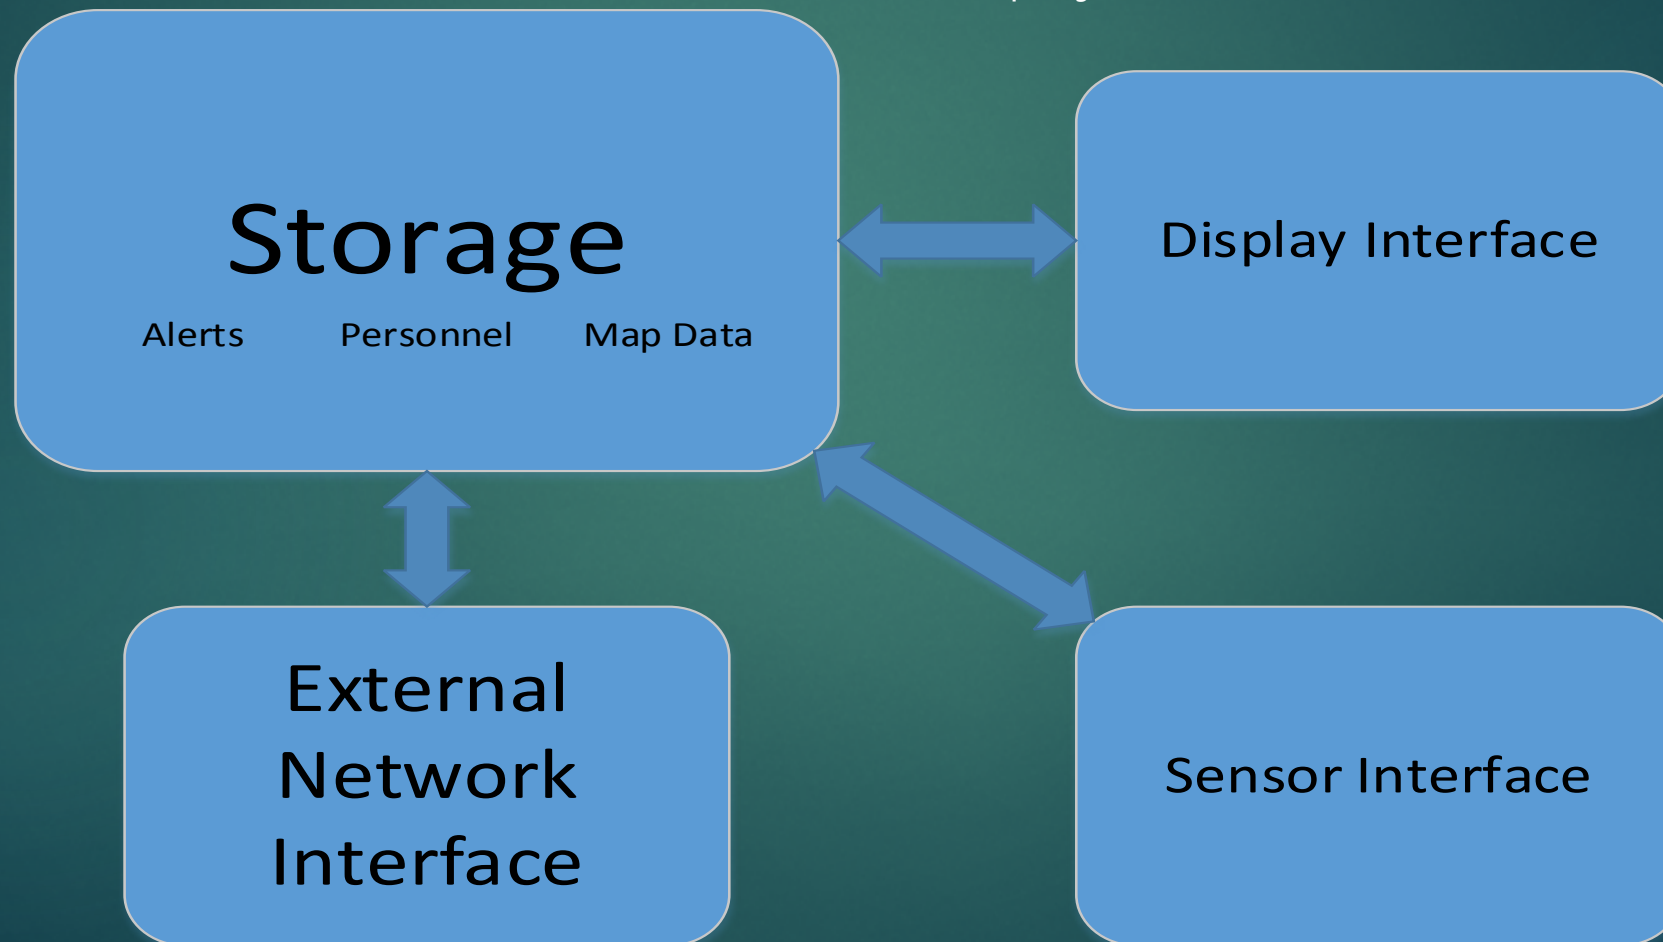 Storage
Alerts Personnel Map Data
Display Interface
External
Network
Interface
Sensor Interface